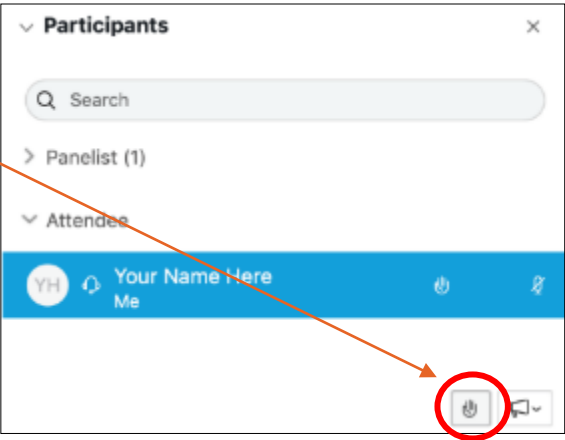 Participants
Search
Panelist (1)
Attendee
YH Your Name Here
Me